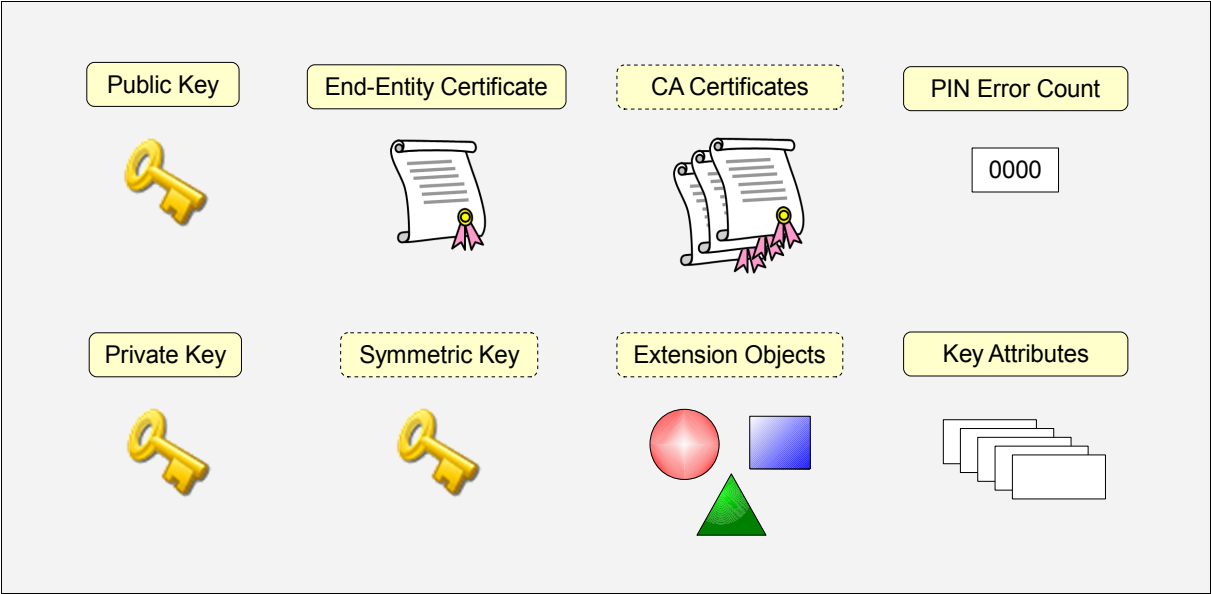 Public Key
End-Entity Certificate
CA Certificates
PIN Error Count
0000
Private Key
Symmetric Key
Extension Objects
Key Attributes